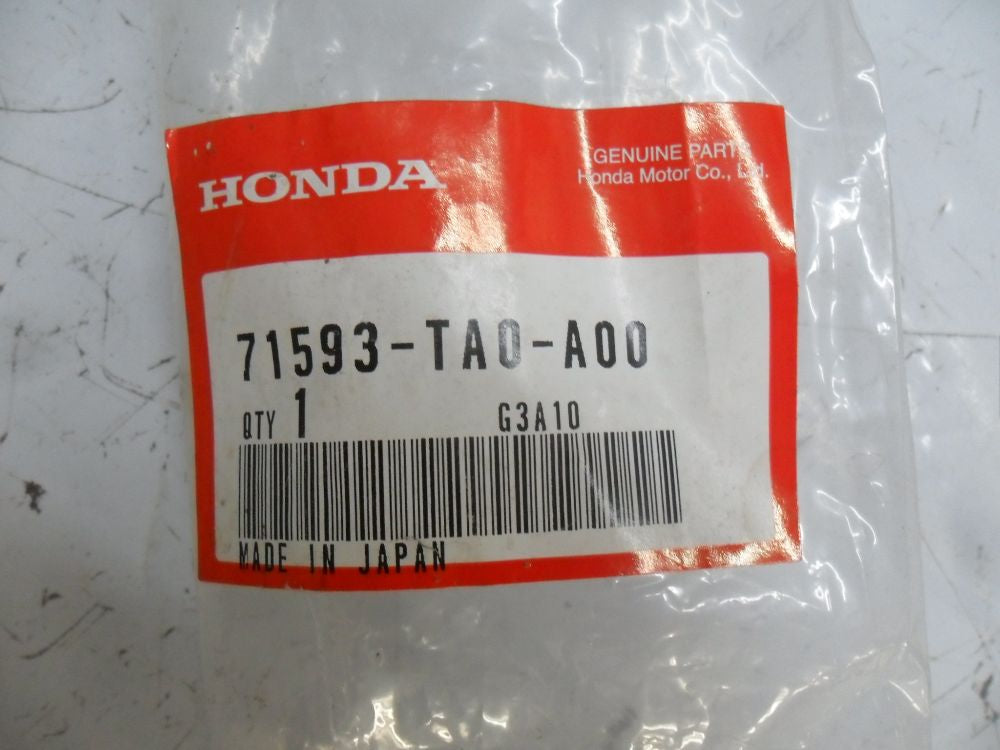 HONDA
GENUINE PARTS
Honda Motor Co., Ltd.
71593-TA0-A00
QTY 1 G3A10
MADE IN JAPAN